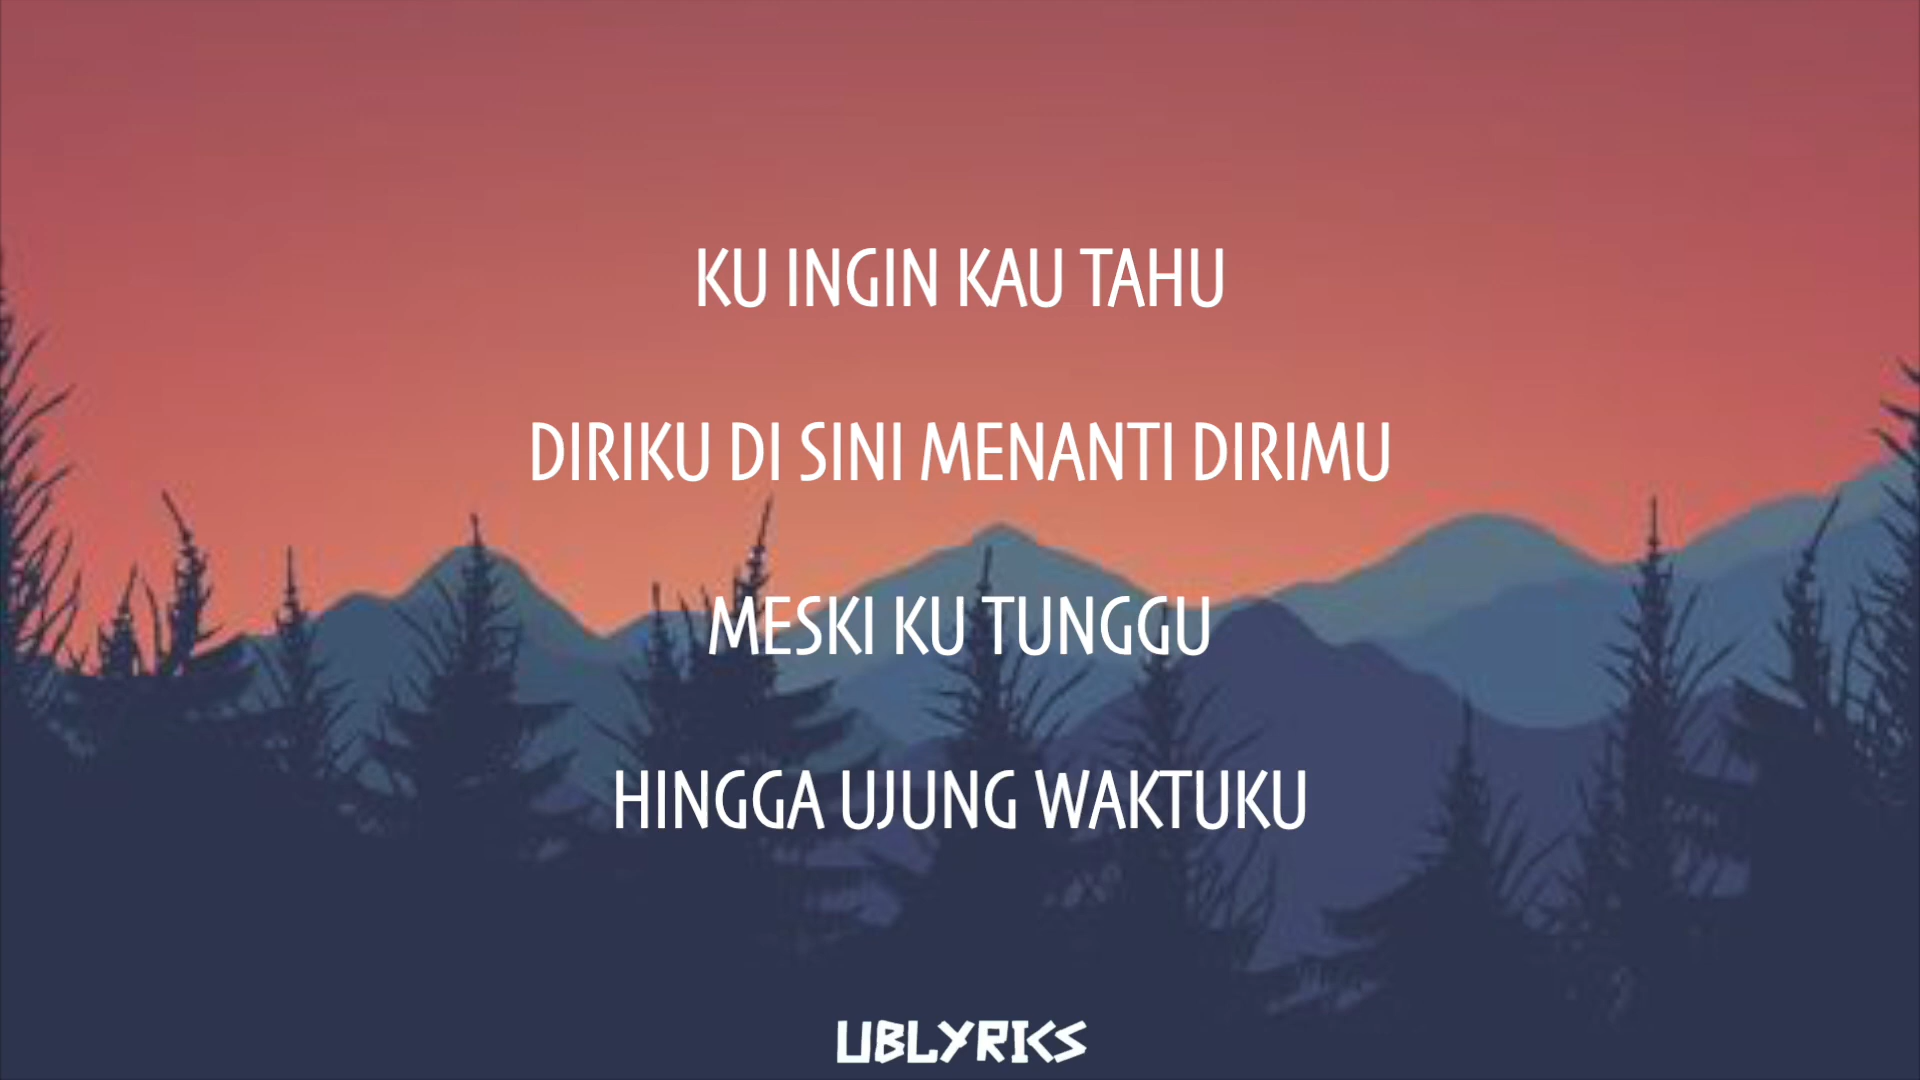 KU INGIN KAU TAHU
DIRIKU DI SINI MENANTI DIRIMU
MESKI KU TUNGGU
HINGGA UJUNG WAKTUKU
UBLYRICS